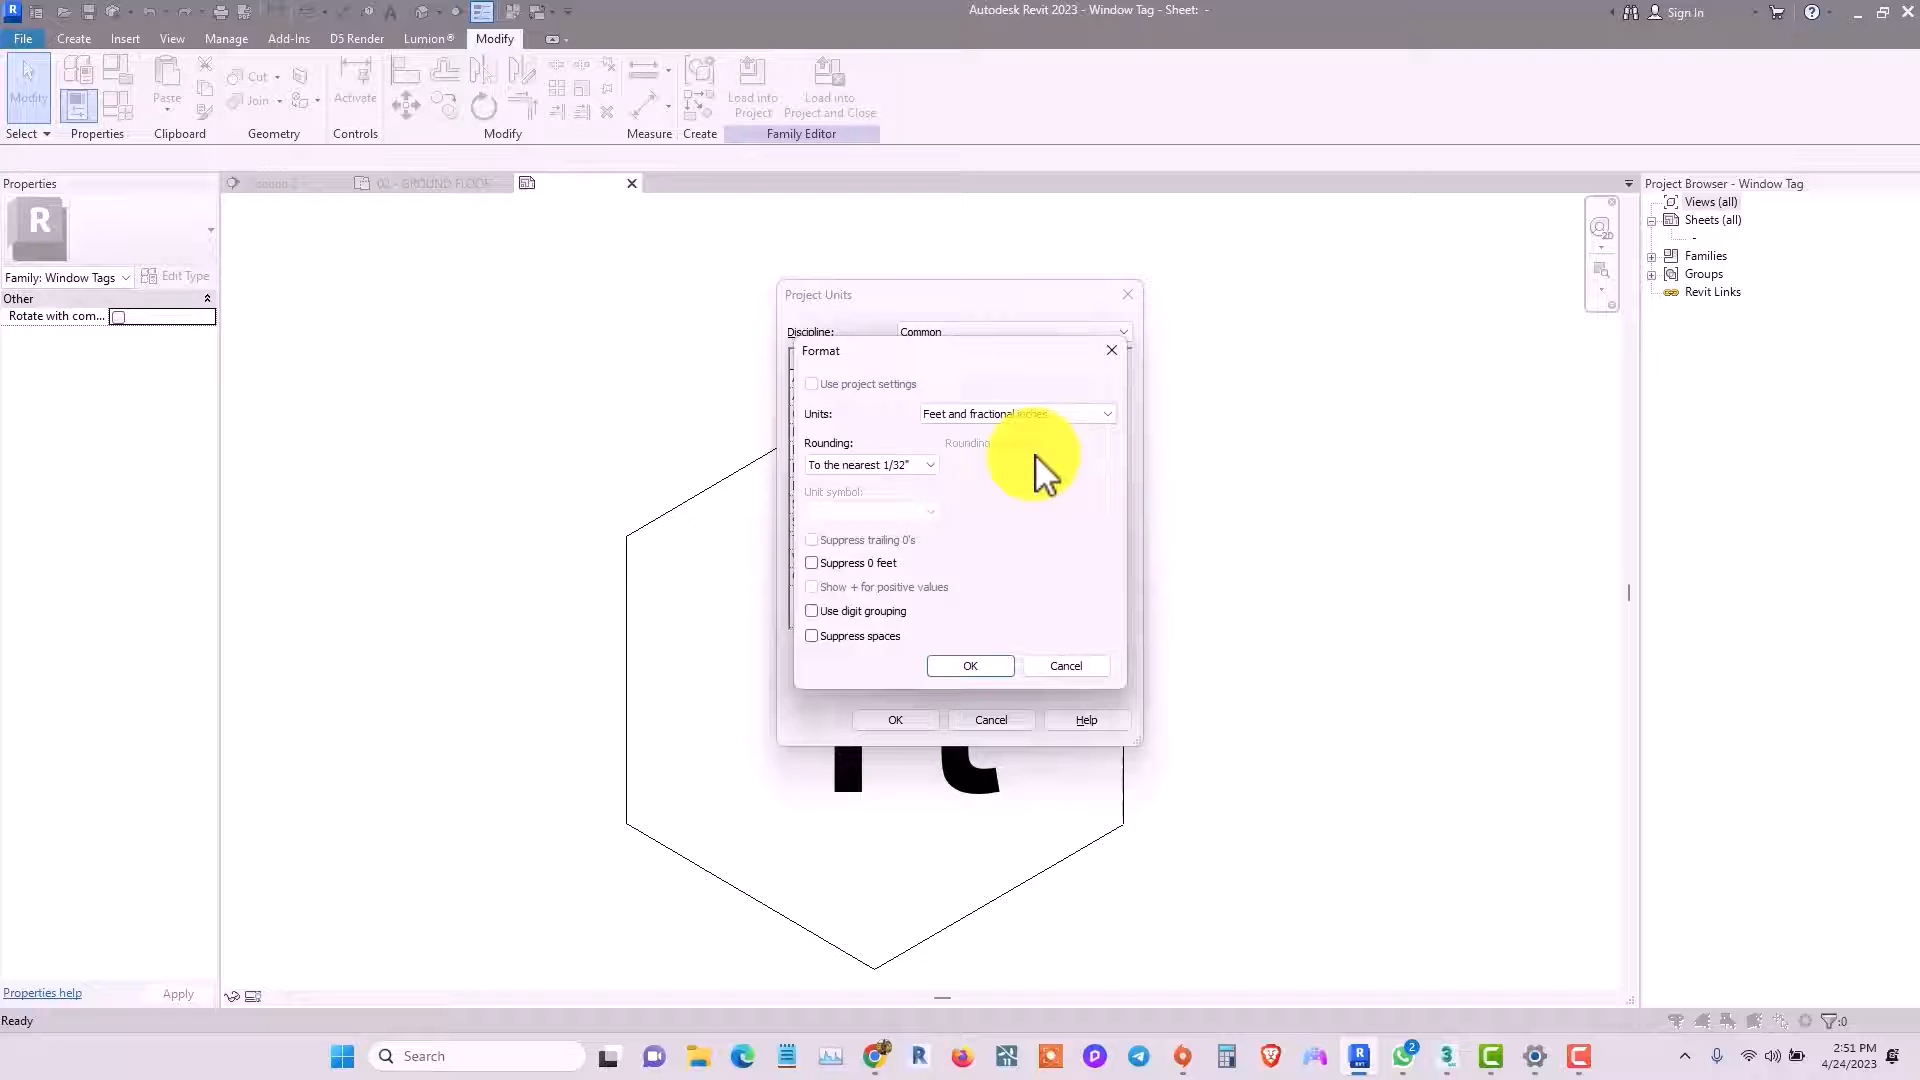 Autodesk Revit 2023 - Window Tag - Sheet: -
Sign In
File Create Insert View Manage Add-Ins D5 Render Lumion® Modify
Modify
Paste
Cut
Join
Activate
Load into
Project
Load into
Project and Close
Select Properties Clipboard Geometry Controls Modify Measure Create Family Editor
Properties
02 - GROUND FLOOR
Project Browser - Window Tag
R
Family: Window Tags
Edit Type
Other
Rotate with com...
Views (all)
Sheets (all)
-
Families
Groups
Revit Links
2D
Project Units
Discipline:
Common
Format
Use project settings
Units:
Feet and fractional inches
Rounding:
Rounding
To the nearest 1/32"
Unit symbol:
Suppress trailing 0's
Suppress 0 feet
Show + for positive values
Use digit grouping
Suppress spaces
OK
Cancel
OK
Cancel
Help
Properties help
Apply
Ready
:0
Search
2
2:51 PM
4/24/2023